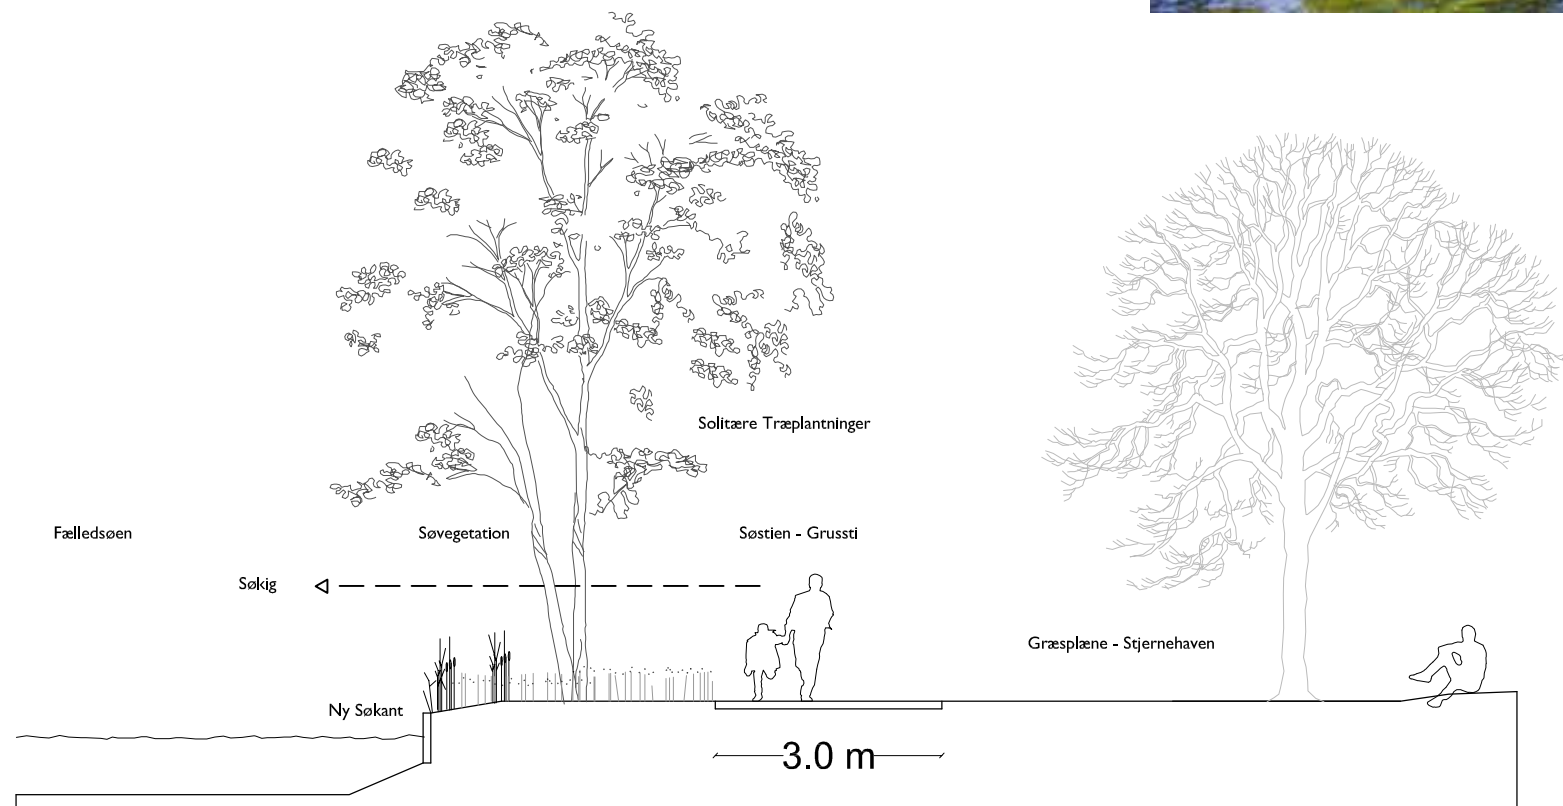 Solitære Træplantninger
Fælledsøen
Søvegetation
Søstien - Grussti
Søkig
Græsplæne - Stjernehaven
Ny Søkant
3.0 m